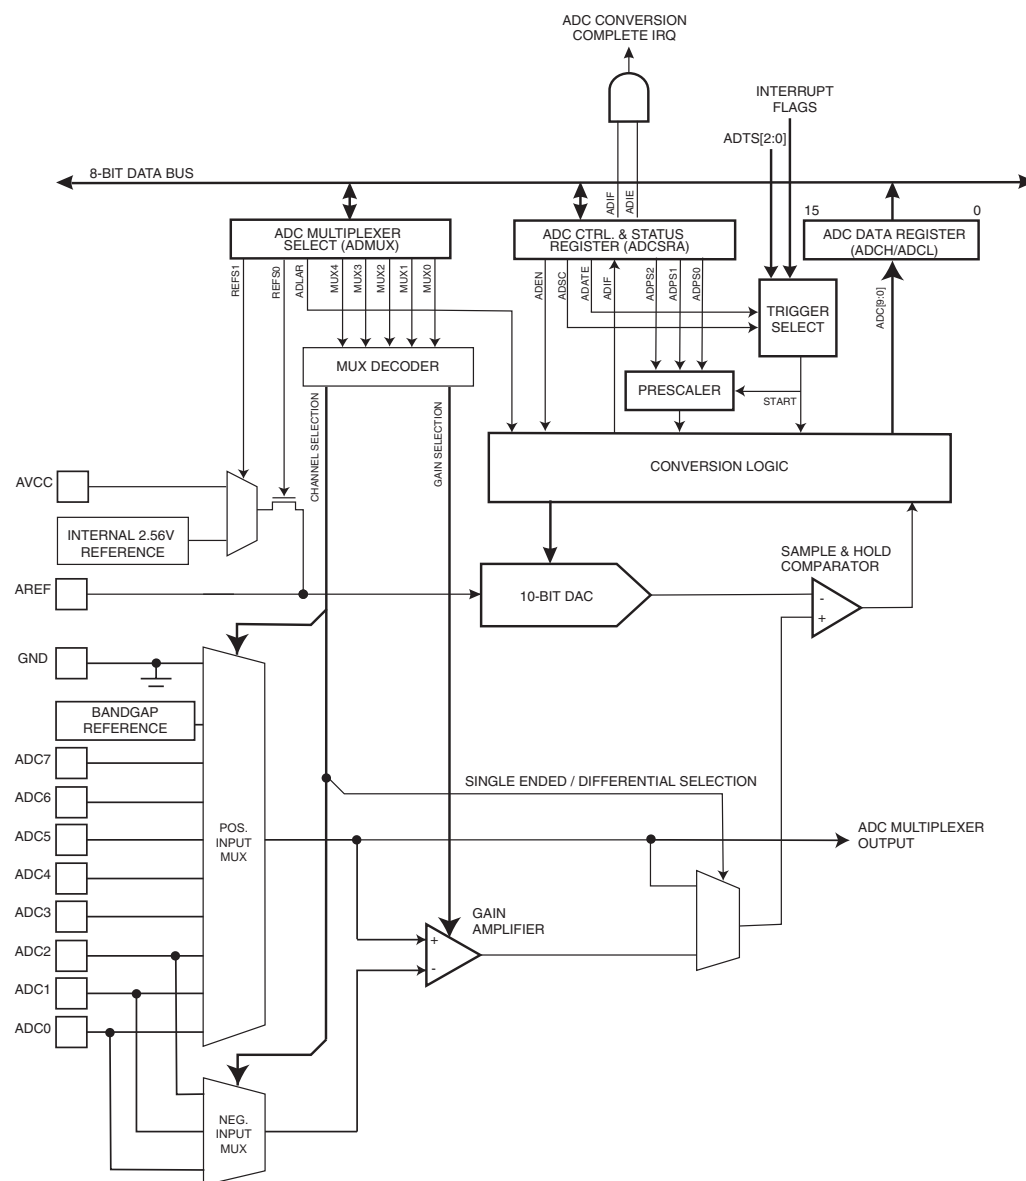 ADC CONVERSION
COMPLETE IRQ
INTERRUPT
FLAGS
ADTS[2:0]
8-BIT DATA BUS
ADIF
ADIE
15
0
ADC MULTIPLEXER
SELECT (ADMUX)
ADC CTRL. & STATUS
REGISTER (ADCSRA)
ADC DATA REGISTER
(ADCH/ADCL)
REFS1
REFS0
ADLAR
MUX4
MUX3
MUX2
MUX1
MUX0
ADEN
ADSC
ADATE
ADIF
ADPS2
ADPS1
ADPS0
ADC[9:0]
TRIGGER
SELECT
MUX DECODER
PRESCALER
START
CHANNEL SELECTION
GAIN SELECTION
CONVERSION LOGIC
AVCC
INTERNAL 2.56V
REFERENCE
SAMPLE & HOLD
COMPARATOR
AREF
10-BIT DAC
-
+
GND
BANDGAP
REFERENCE
ADC7
ADC6
ADC5
ADC4
ADC3
ADC2
ADC1
ADC0
POS.
INPUT
MUX
SINGLE ENDED / DIFFERENTIAL SELECTION
ADC MULTIPLEXER
OUTPUT
GAIN
AMPLIFIER
+
-
NEG.
INPUT
MUX